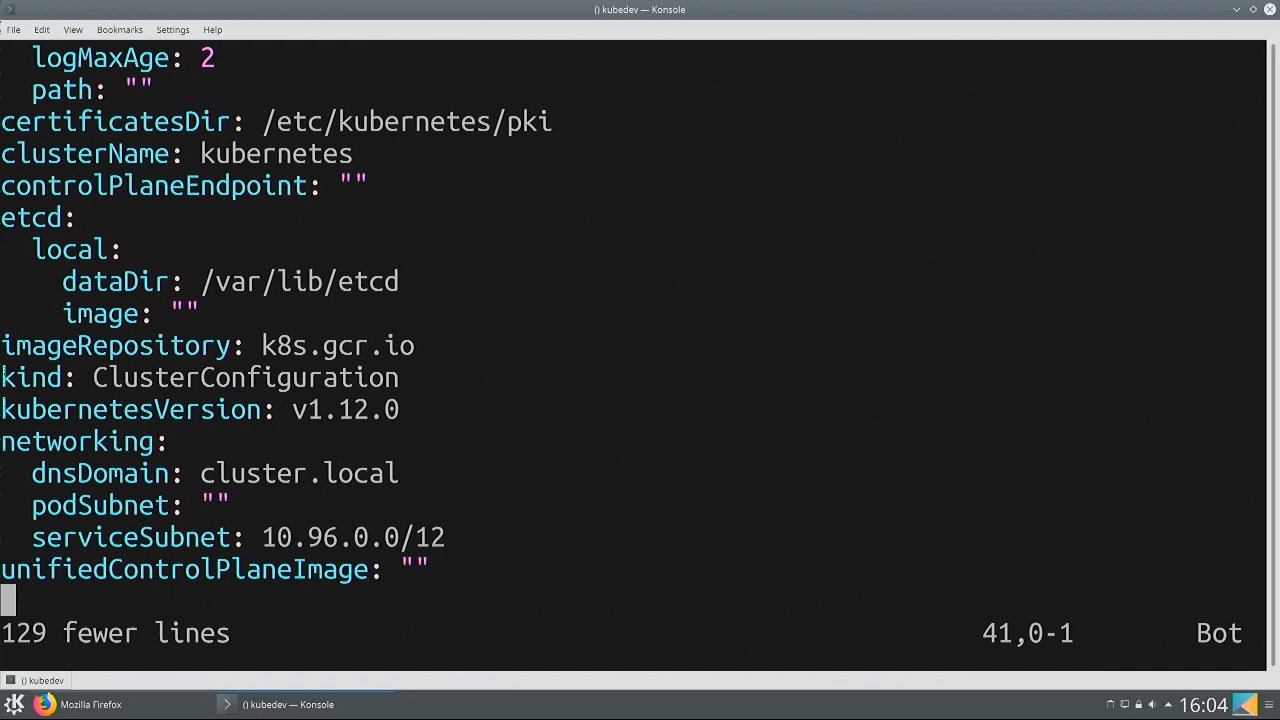 () kubedev — Konsole
File Edit View Bookmarks Settings Help
logMaxAge: 2
path: ""
certificatesDir: /etc/kubernetes/pki
clusterName: kubernetes
controlPlaneEndpoint: ""
etcd:
local:
dataDir: /var/lib/etcd
image: ""
imageRepository: k8s.gcr.io
kind: ClusterConfiguration
kubernetesVersion: v1.12.0
networking:
dnsDomain: cluster.local
podSubnet: ""
serviceSubnet: 10.96.0.0/12
unifiedControlPlaneImage: ""
129 fewer lines 41,0-1 Bot
() kubedev
Mozilla Firefox () kubedev — Konsole 16:04